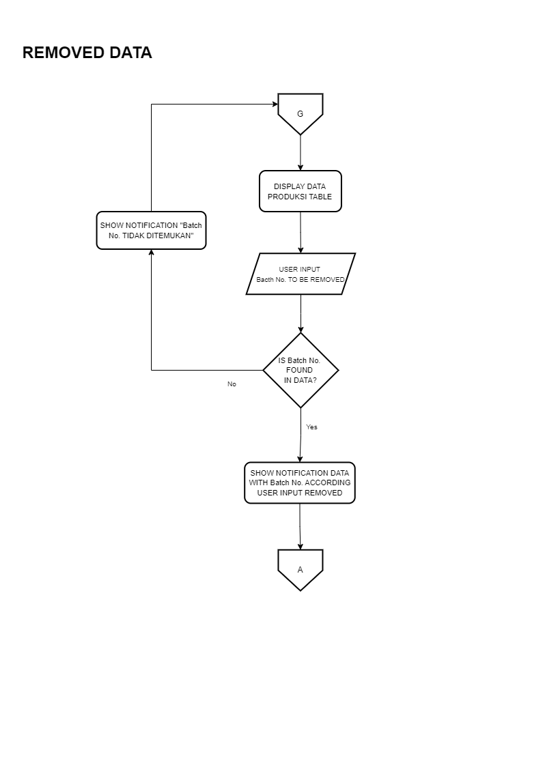 REMOVED DATA
G
DISPLAY DATA
PRODUKSI TABLE
SHOW NOTIFICATION "Batch
No. TIDAK DITEMUKAN"
USER INPUT
Bacth No. TO BE REMOVED
IS Batch No.
FOUND
IN DATA?
No
Yes
SHOW NOTIFICATION DATA
WITH Batch No. ACCORDING
USER INPUT REMOVED
A